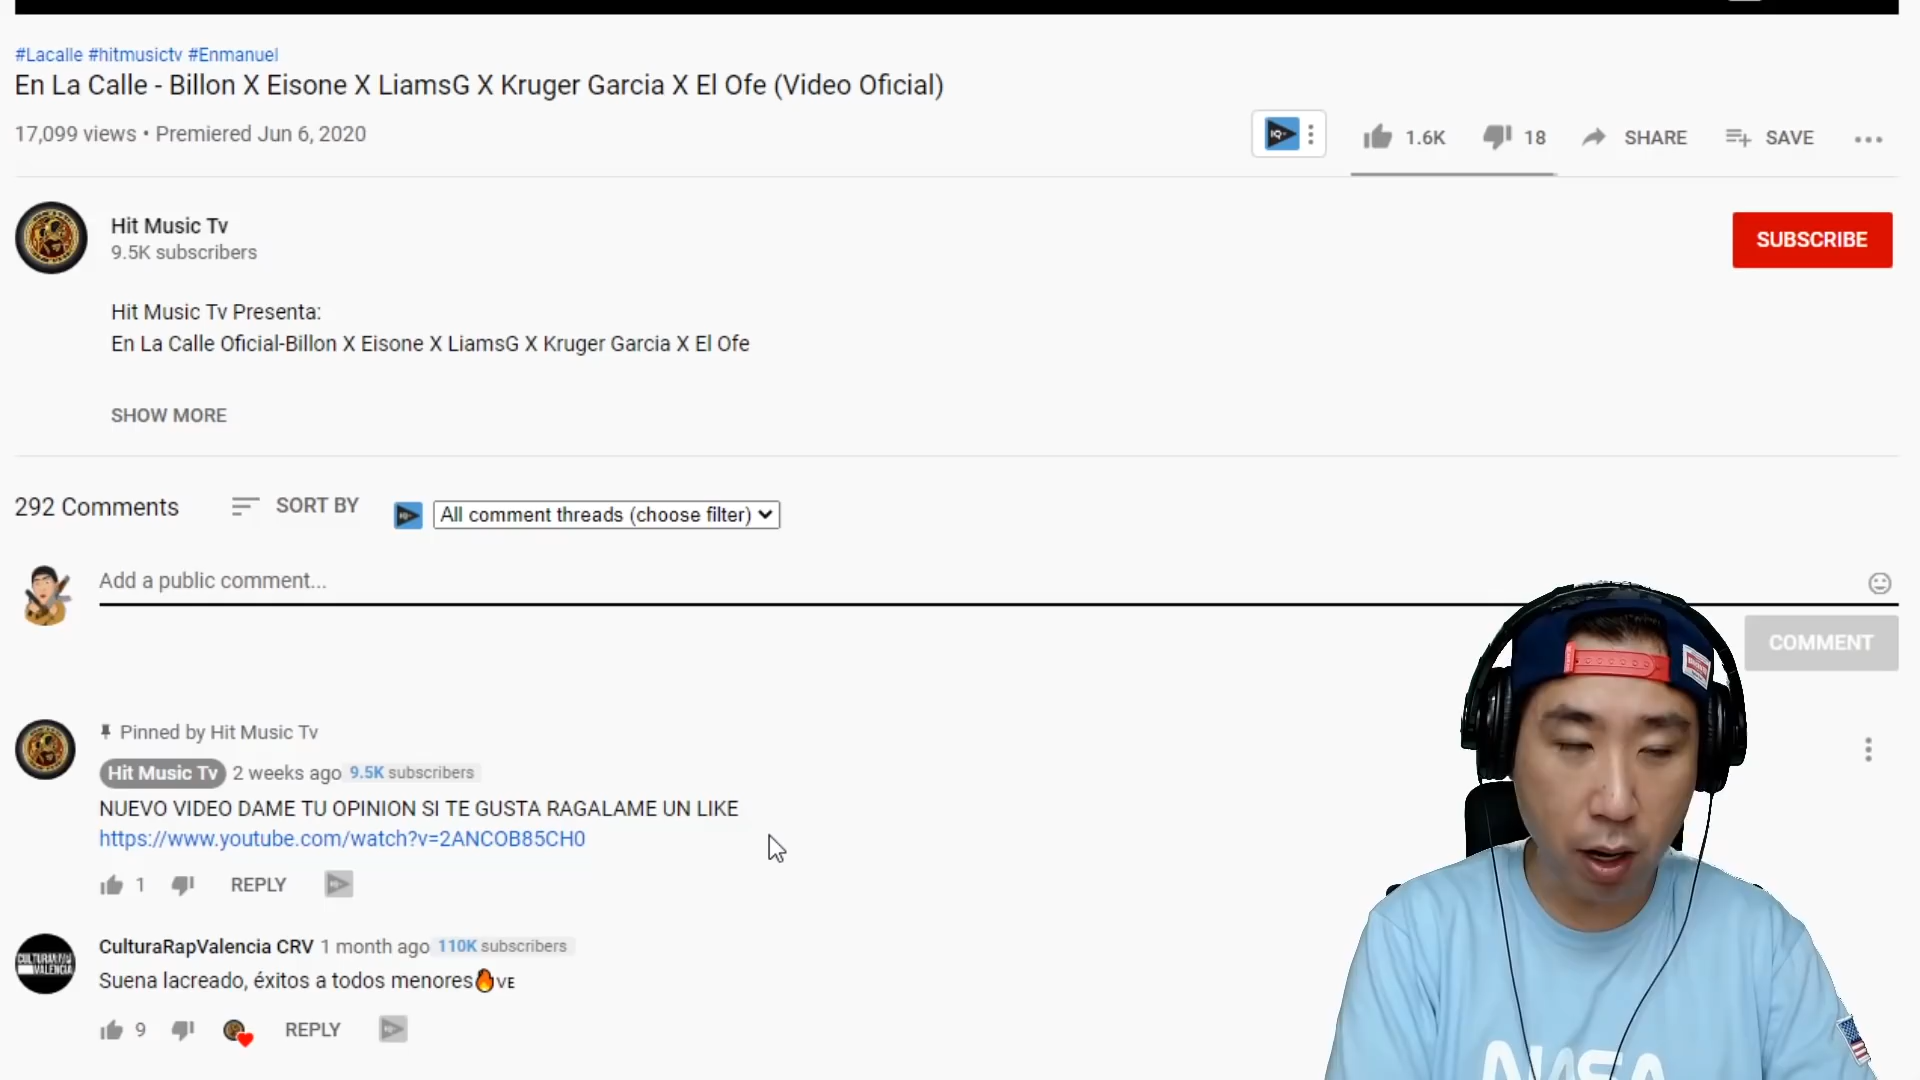 #Lacalle #hitmusictv #Enmanuel
En La Calle - Billon X Eisone X LiamsG X Kruger Garcia X El Ofe (Video Oficial)
17,099 views • Premiered Jun 6, 2020
IQ
1.6K
18
SHARE
SAVE
Hit Music Tv
9.5K subscribers
SUBSCRIBE
Hit Music Tv Presenta:
En La Calle Oficial-Billon X Eisone X LiamsG X Kruger Garcia X El Ofe
SHOW MORE
292 Comments
SORT BY
All comment threads (choose filter)
Add a public comment...
COMMENT
Pinned by Hit Music Tv
Hit Music Tv 2 weeks ago 9.5K subscribers
NUEVO VIDEO DAME TU OPINION SI TE GUSTA RAGALAME UN LIKE
https://www.youtube.com/watch?v=2ANCOB85CH0
1
REPLY
CulturaRapValencia CRV 1 month ago 110K subscribers
Suena lacreado, éxitos a todos menores🔥VE
9
REPLY
NASA